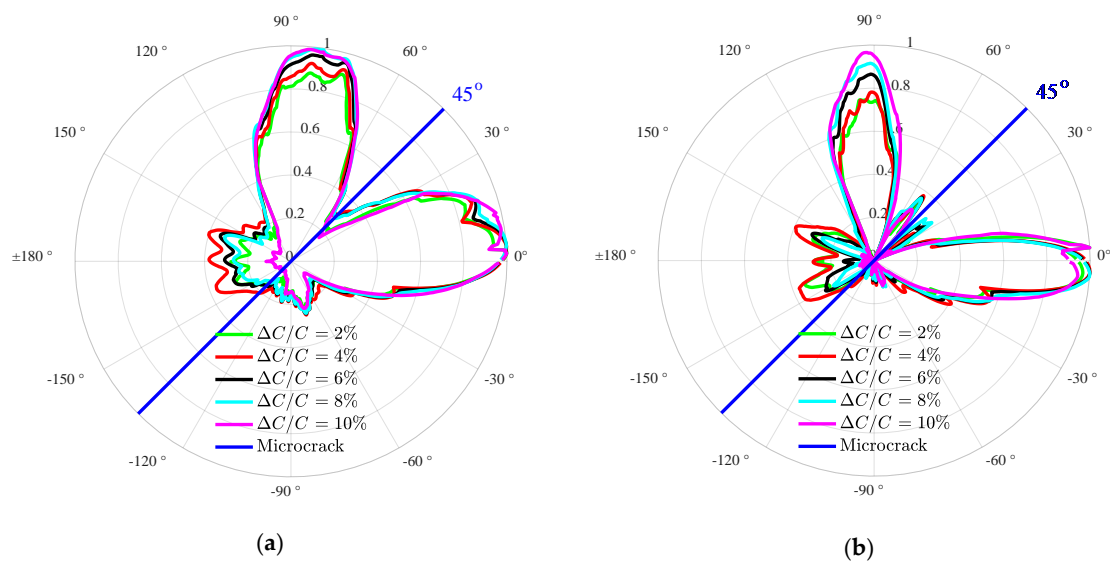 90 °
120 °
1
60 °
0.8
45°
150 °
0.6
30 °
0.4
0.2
±180 °
0
0°
ΔC/C = 2%
ΔC/C = 4%
-150 °
ΔC/C = 6%
-30 °
ΔC/C = 8%
ΔC/C = 10%
Microcrack
-120 °
-60 °
-90 °
(a)
90 °
120 °
1
60 °
0.8
45°
150 °
30 °
0.4
0.2
±180 °
0
0°
ΔC/C = 2%
ΔC/C = 4%
-150 °
ΔC/C = 6%
-30 °
ΔC/C = 8%
ΔC/C = 10%
Microcrack
-120 °
-60 °
-90 °
(b)